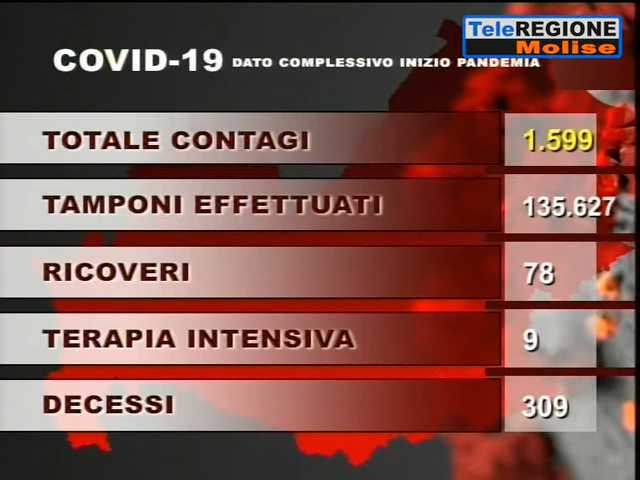 TeleREGIONE
Molise
COVID-19 DATO COMPLESSIVO INIZIO PANDEMIA
TOTALE CONTAGI 1.599
TAMPONI EFFETTUATI 135.627
RICOVERI 78
TERAPIA INTENSIVA 9
DECESSI 309